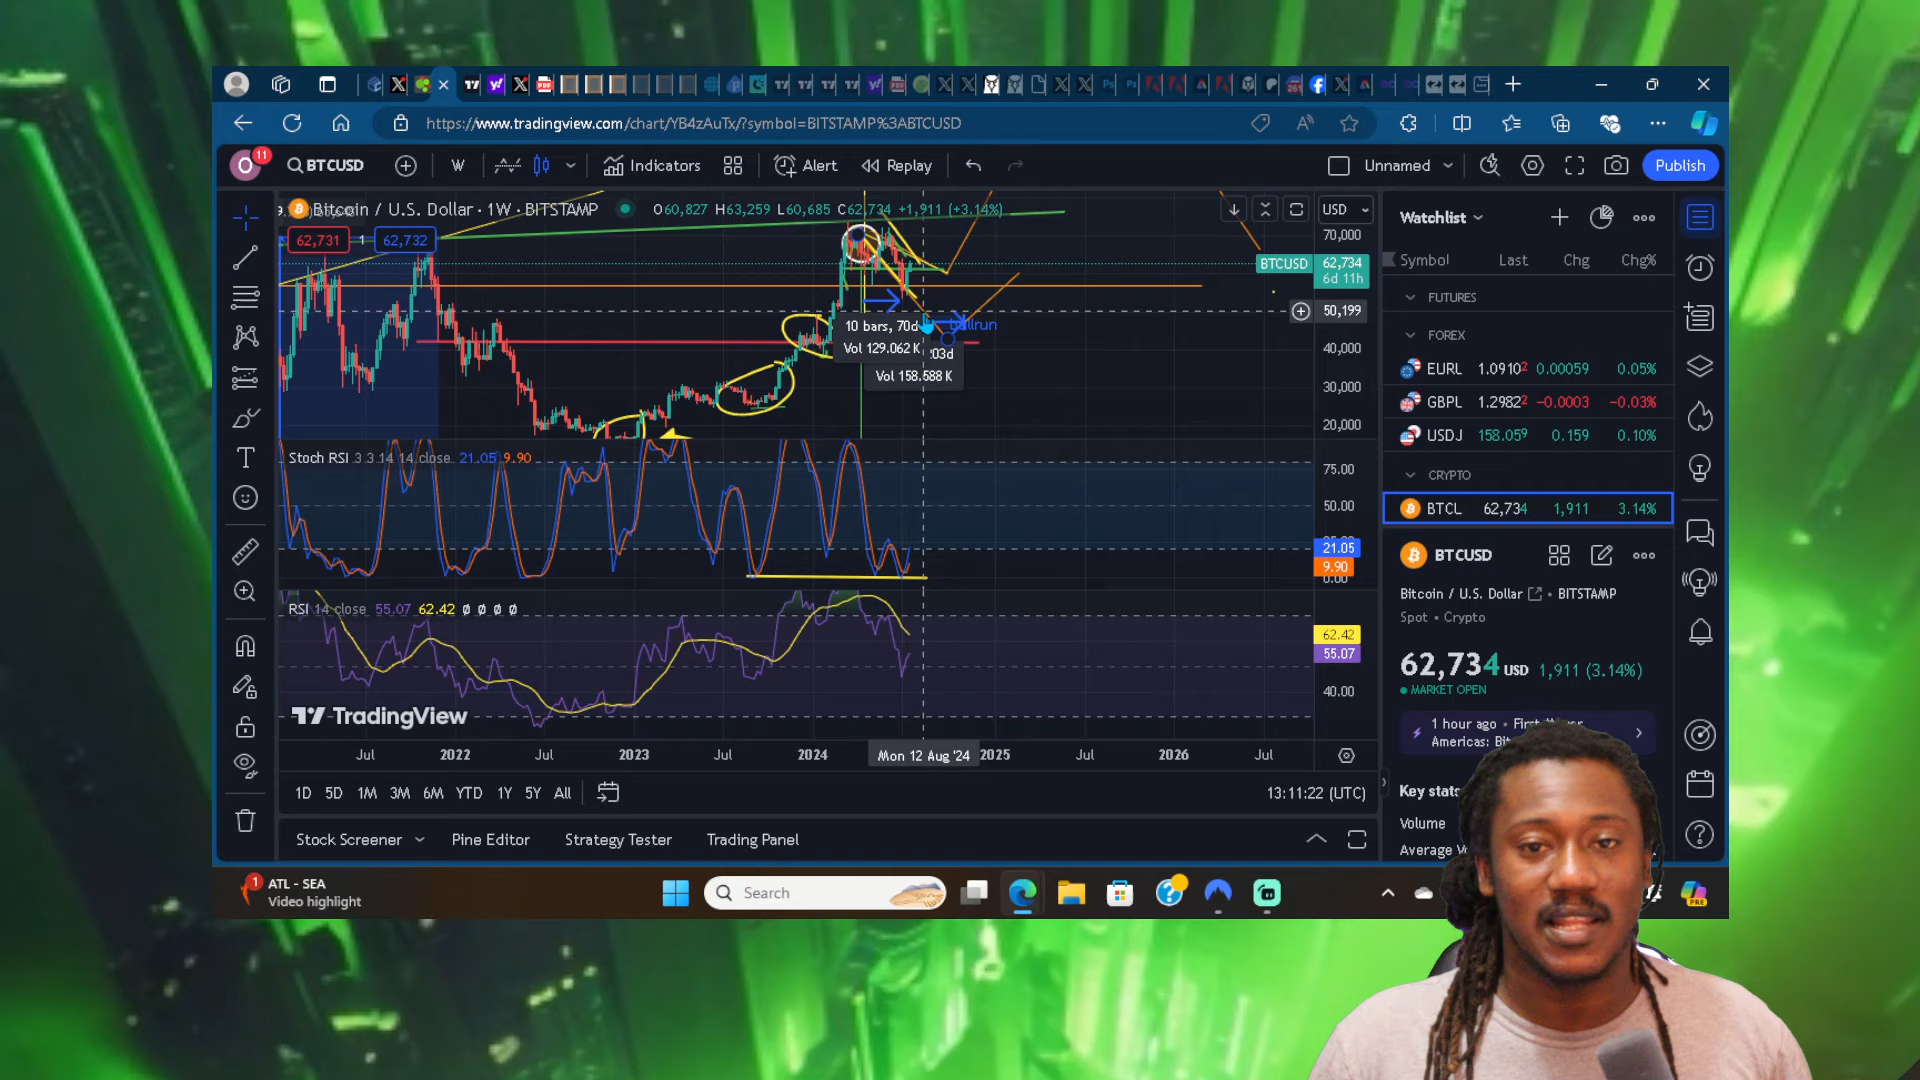 https://www.tradingview.com/chart/YB4zAuTx/?symbol=BITSTAMP%3ABTCUSD
O 11 BTCUSD W Indicators Alert Replay Unnamed Publish
Bitcoin / U.S. Dollar · 1W · BITSTAMP O60,827 H63,259 L60,685 C62,734 +1,911 (+3.14%) USD
62,731 1 62,732
70,000
BTCUSD 62,734
6d 11h
50,199
10 bars, 70d bullrun
Vol 129.062 K 03d
Vol 158.588 K
40,000
30,000
20,000
Stoch RSI 3 3 14 14 close 21.05 9.90
75.00
50.00
21.05
9.90
0.00
RSI 14 close 55.07 62.42 ø ø ø ø
62.42
55.07
40.00
TradingView
Jul 2022 Jul 2023 Jul 2024 Mon 12 Aug '24 2025 Jul 2026 Jul
1D 5D 1M 3M 6M YTD 1Y 5Y All 13:11:22 (UTC)
Stock Screener Pine Editor Strategy Tester Trading Panel
Watchlist
Symbol Last Chg Chg%
FUTURES
FOREX
EURL 1.09102 0.00059 0.05%
GBPL 1.29822 −0.0003 −0.03%
USDJ 158.059 0.159 0.10%
CRYPTO
BTCL 62,734 1,911 3.14%
BTCUSD
Bitcoin / U.S. Dollar · BITSTAMP
Spot · Crypto
62,734 USD 1,911 (3.14%)
MARKET OPEN
1 hour ago ·
Americas:
Key stats
Volume
Average
1 ATL - SEA
Video highlight
Search
PRE